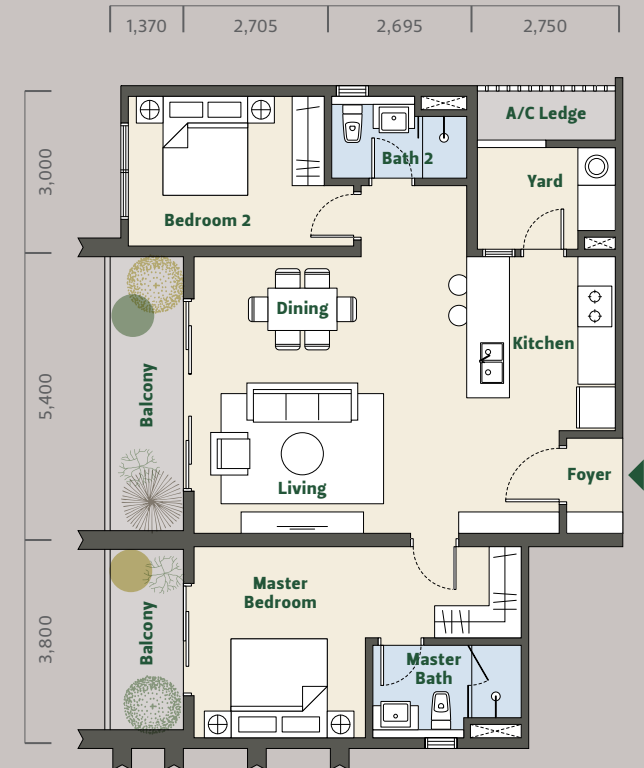 1,370 2,705 2,695 2,750
A/C Ledge
3,000
Bath 2
Yard
Bedroom 2
Dining
Kitchen
Balcony
5,400
Foyer
Living
Master
Bedroom
Balcony
3,800
Master
Bath